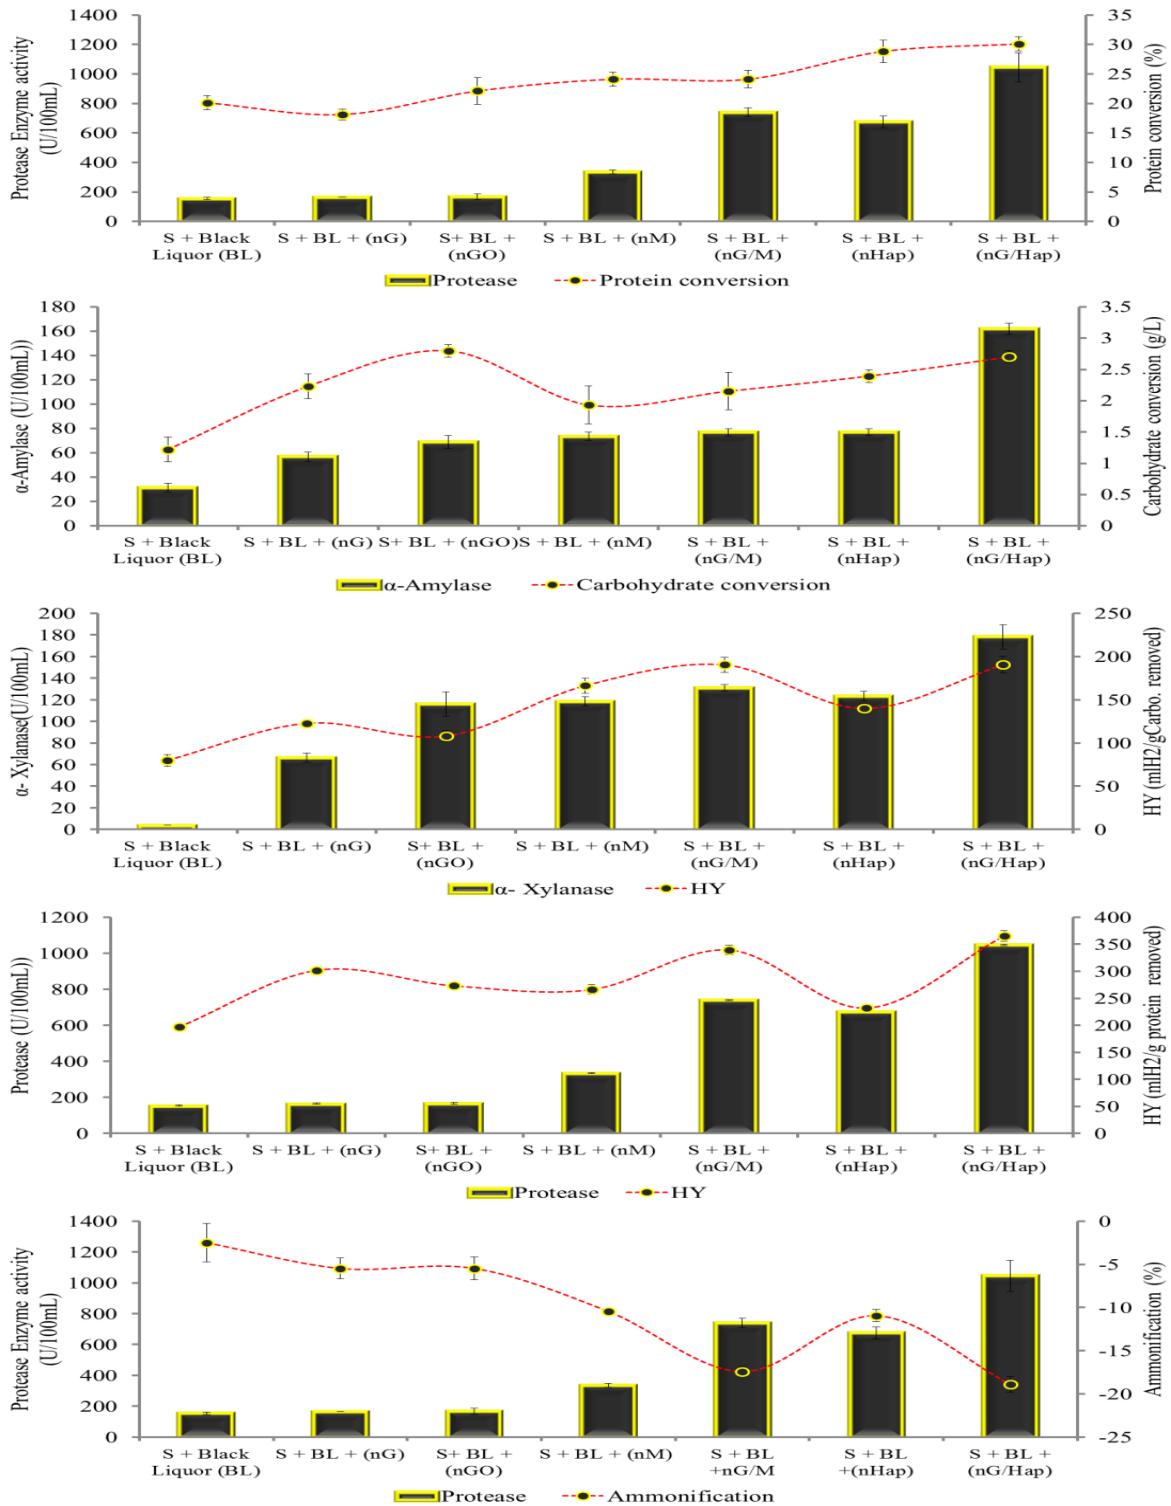 Protease Enzyme activity
(U/100mL)
1400
1200
1000
800
600
400
200
0
35
30
25
20
15
10
5
0
Protein conversion (%)
S + Black
Liquor (BL)
S + BL + (nG)
S+ BL +
(nGO)
S + BL + (nM)
S + BL +
(nG/M)
S + BL +
(nHap)
S + BL +
(nG/Hap)
Protease
Protein conversion
α-Amylase (U/100mL))
180
160
140
120
100
80
60
40
20
0
3.5
3
2.5
2
1.5
1
0.5
0
Carbohydrate conversion (g/L)
S + Black
Liquor (BL)
S + BL + (nG)
S+ BL + (nGO)
S + BL + (nM)
S + BL +
(nG/M)
S + BL +
(nHap)
S + BL +
(nG/Hap)
α-Amylase
Carbohydrate conversion
α- Xylanase(U/100mL)
200
180
160
140
120
100
80
60
40
20
0
250
200
150
100
50
0
HY (mlH2/gCarbo. removed)
S + Black
Liquor (BL)
S + BL + (nG)
S+ BL +
(nGO)
S + BL + (nM)
S + BL +
(nG/M)
S + BL +
(nHap)
S + BL +
(nG/Hap)
α- Xylanase
HY
Protease (U/100mL))
1200
1000
800
600
400
200
0
400
350
300
250
200
150
100
50
0
HY (mlH2/g protein removed)
S + Black
Liquor (BL)
S + BL + (nG)
S+ BL +
(nGO)
S + BL + (nM)
S + BL +
(nG/M)
S + BL +
(nHap)
S + BL +
(nG/Hap)
Protease
HY
Protease Enzyme activity
(U/100mL)
1400
1200
1000
800
600
400
200
0
0
-5
-10
-15
-20
-25
Ammonification (%)
S + Black
Liquor (BL)
S + BL + (nG)
S+ BL +
(nGO)
S + BL + (nM)
S + BL
+nG/M
S + BL
+(nHap)
S + BL +
(nG/Hap)
Protease
Ammonification